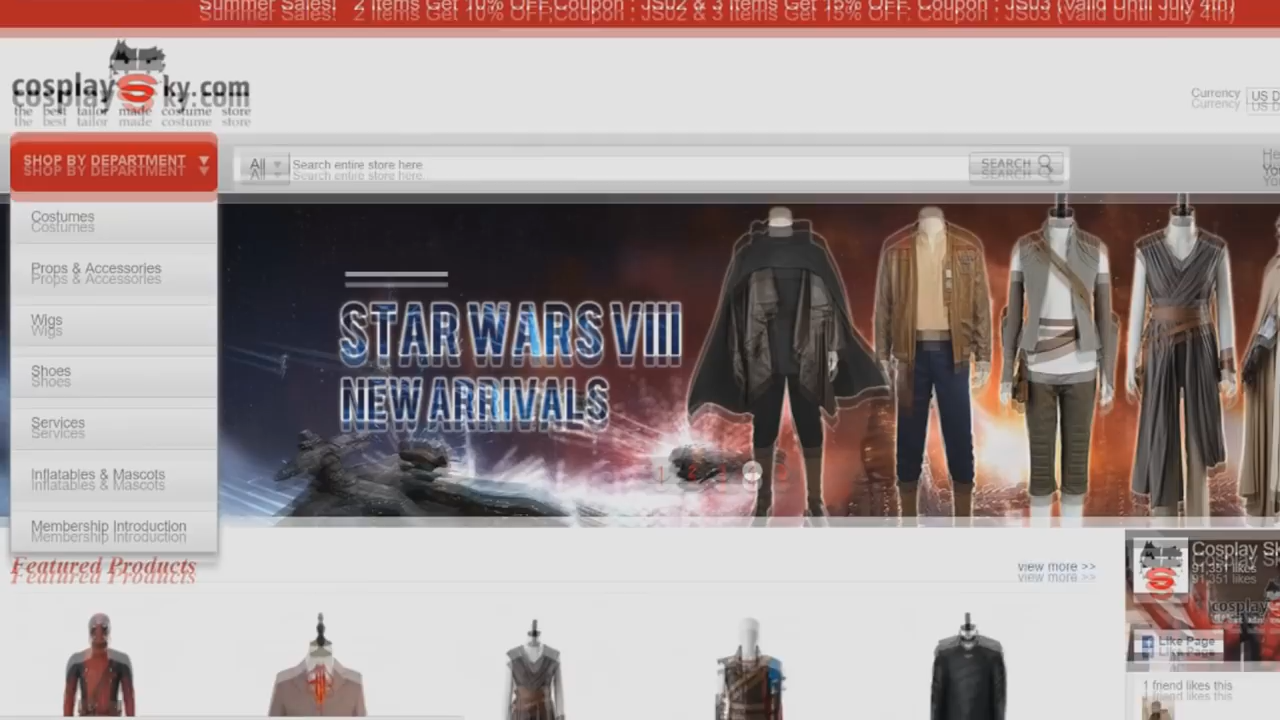 Summer Sales! 2 Items Get 10% OFF,Coupon : JS02 & 3 Items Get 15% OFF. Coupon : JS03 (Valid Until July 4th)
cosplaySky.com
the best tailor made costume store
Currency US D
SHOP BY DEPARTMENT
All
Search entire store here
SEARCH
Costumes
Props & Accessories
Wigs
Shoes
Services
Inflatables & Mascots
Membership Introduction
STAR WARS VIII
NEW ARRIVALS
Featured Products
view more >>
Cosplay Sk
91,351 likes
cosplay
Like Page
1 friend likes this